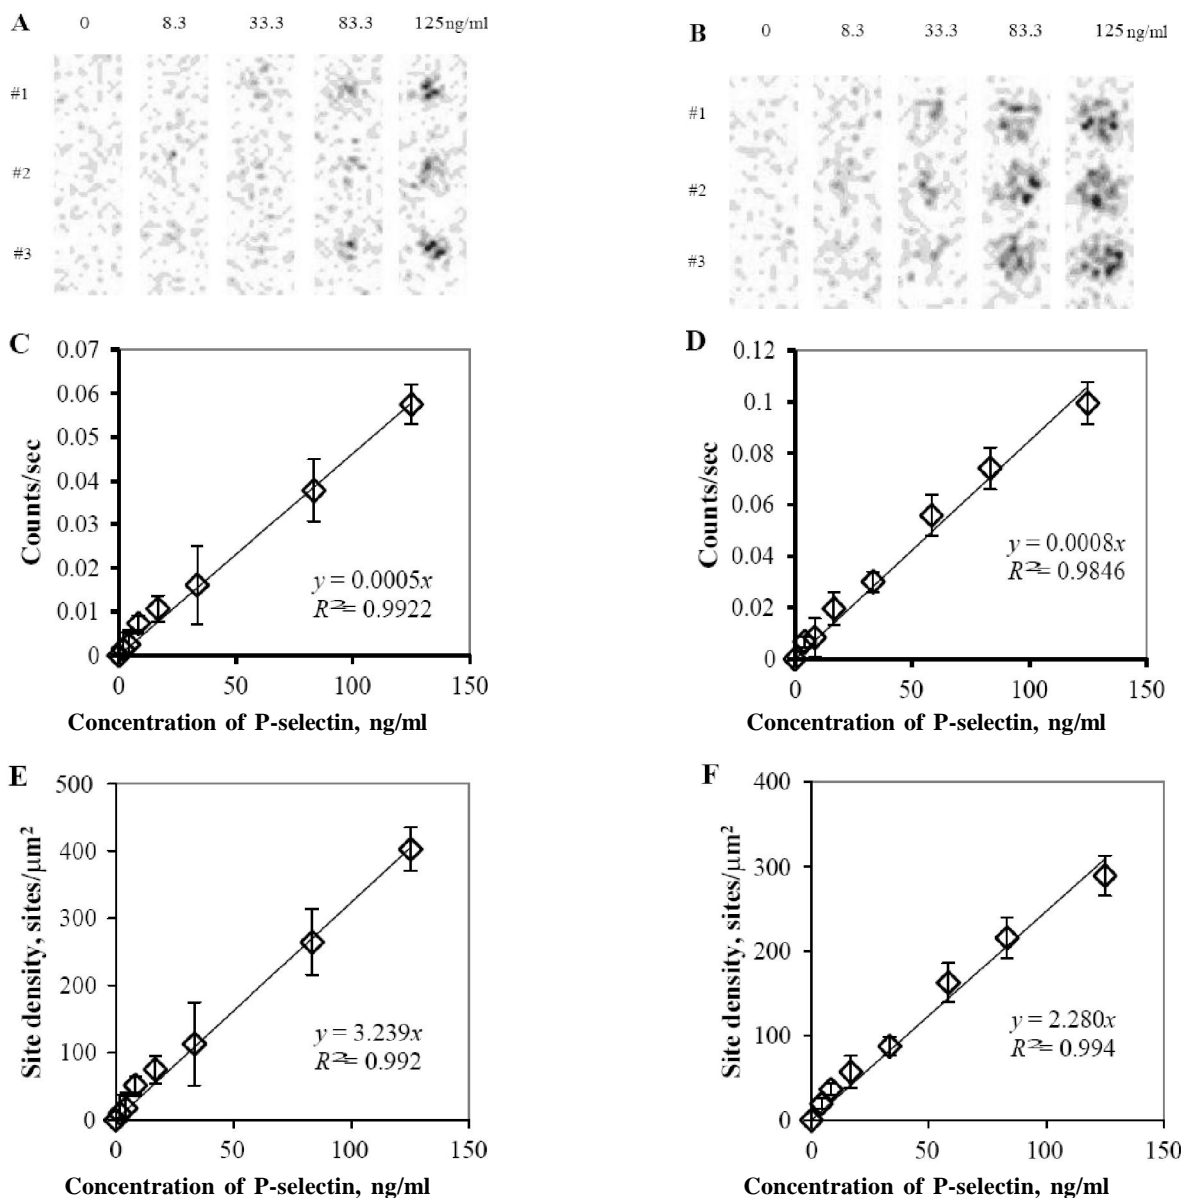 A
0 8.3 33.3 83.3 125ng/ml
#1
#2
#3
B
0 8.3 33.3 83.3 125ng/ml
#1
#2
#3
C
0.07
0.06
0.05
0.04
0.03
0.02
0.01
0
Counts/sec
y = 0.0005x
R²= 0.9922
0 50 100 150
Concentration of P-selectin, ng/ml
D
0.12
0.1
0.08
0.06
0.04
0.02
0
Counts/sec
y = 0.0008x
R²= 0.9846
0 50 100 150
Concentration of P-selectin, ng/ml
E
500
400
300
200
100
0
Site density, sites/μm²
y = 3.239x
R²= 0.992
0 50 100 150
Concentration of P-selectin, ng/ml
F
400
300
200
100
0
Site density, sites/μm²
y = 2.280x
R²= 0.994
0 50 100 150
Concentration of P-selectin, ng/ml